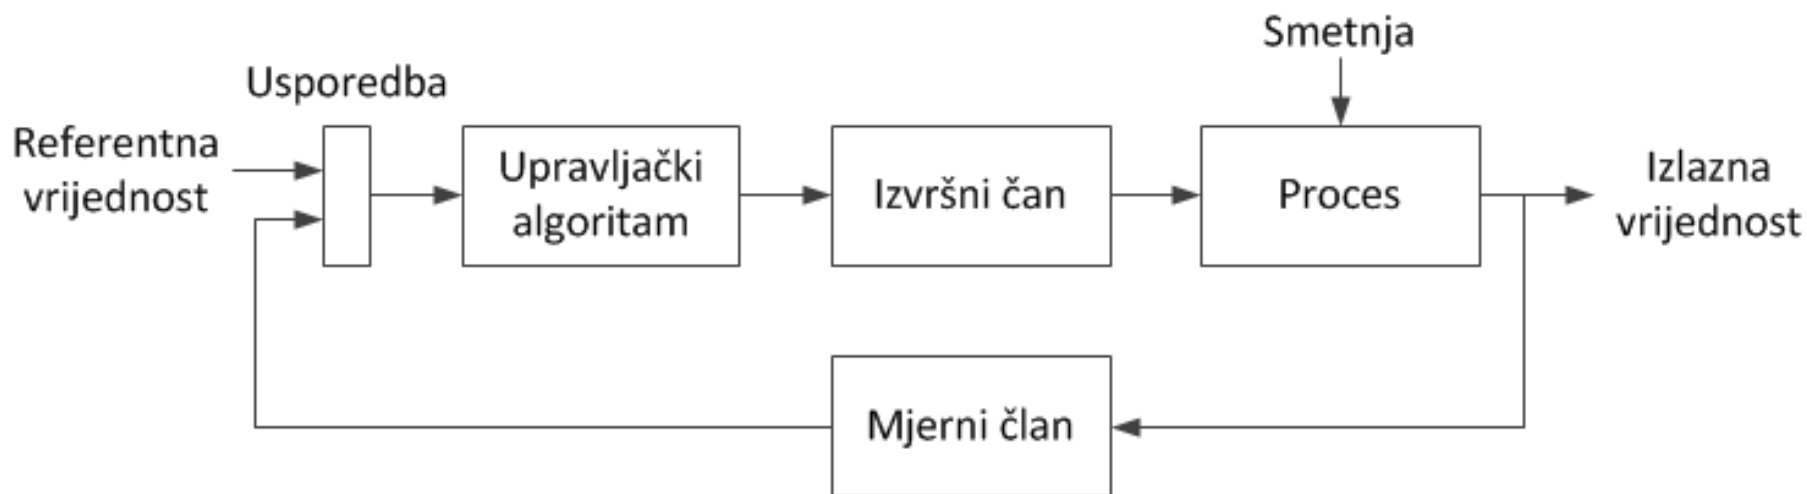 Smetnja
Usporedba
Referentna
vrijednost
Upravljački
algoritam
Izvršni čan
Proces
Izlazna
vrijednost
Mjerni član